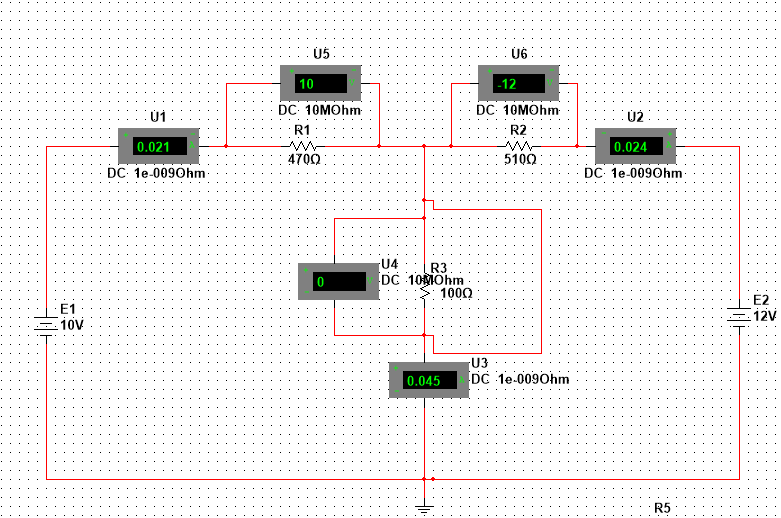 U5
10
DC 10MOhm
U6
-12
DC 10MOhm
U1
0.021
DC 1e-009Ohm
R1
470Ω
R2
510Ω
U2
0.024
DC 1e-009Ohm
U4
0
DC 10MOhm
R3
100Ω
E1
10V
E2
12V
U3
0.045
DC 1e-009Ohm
R5